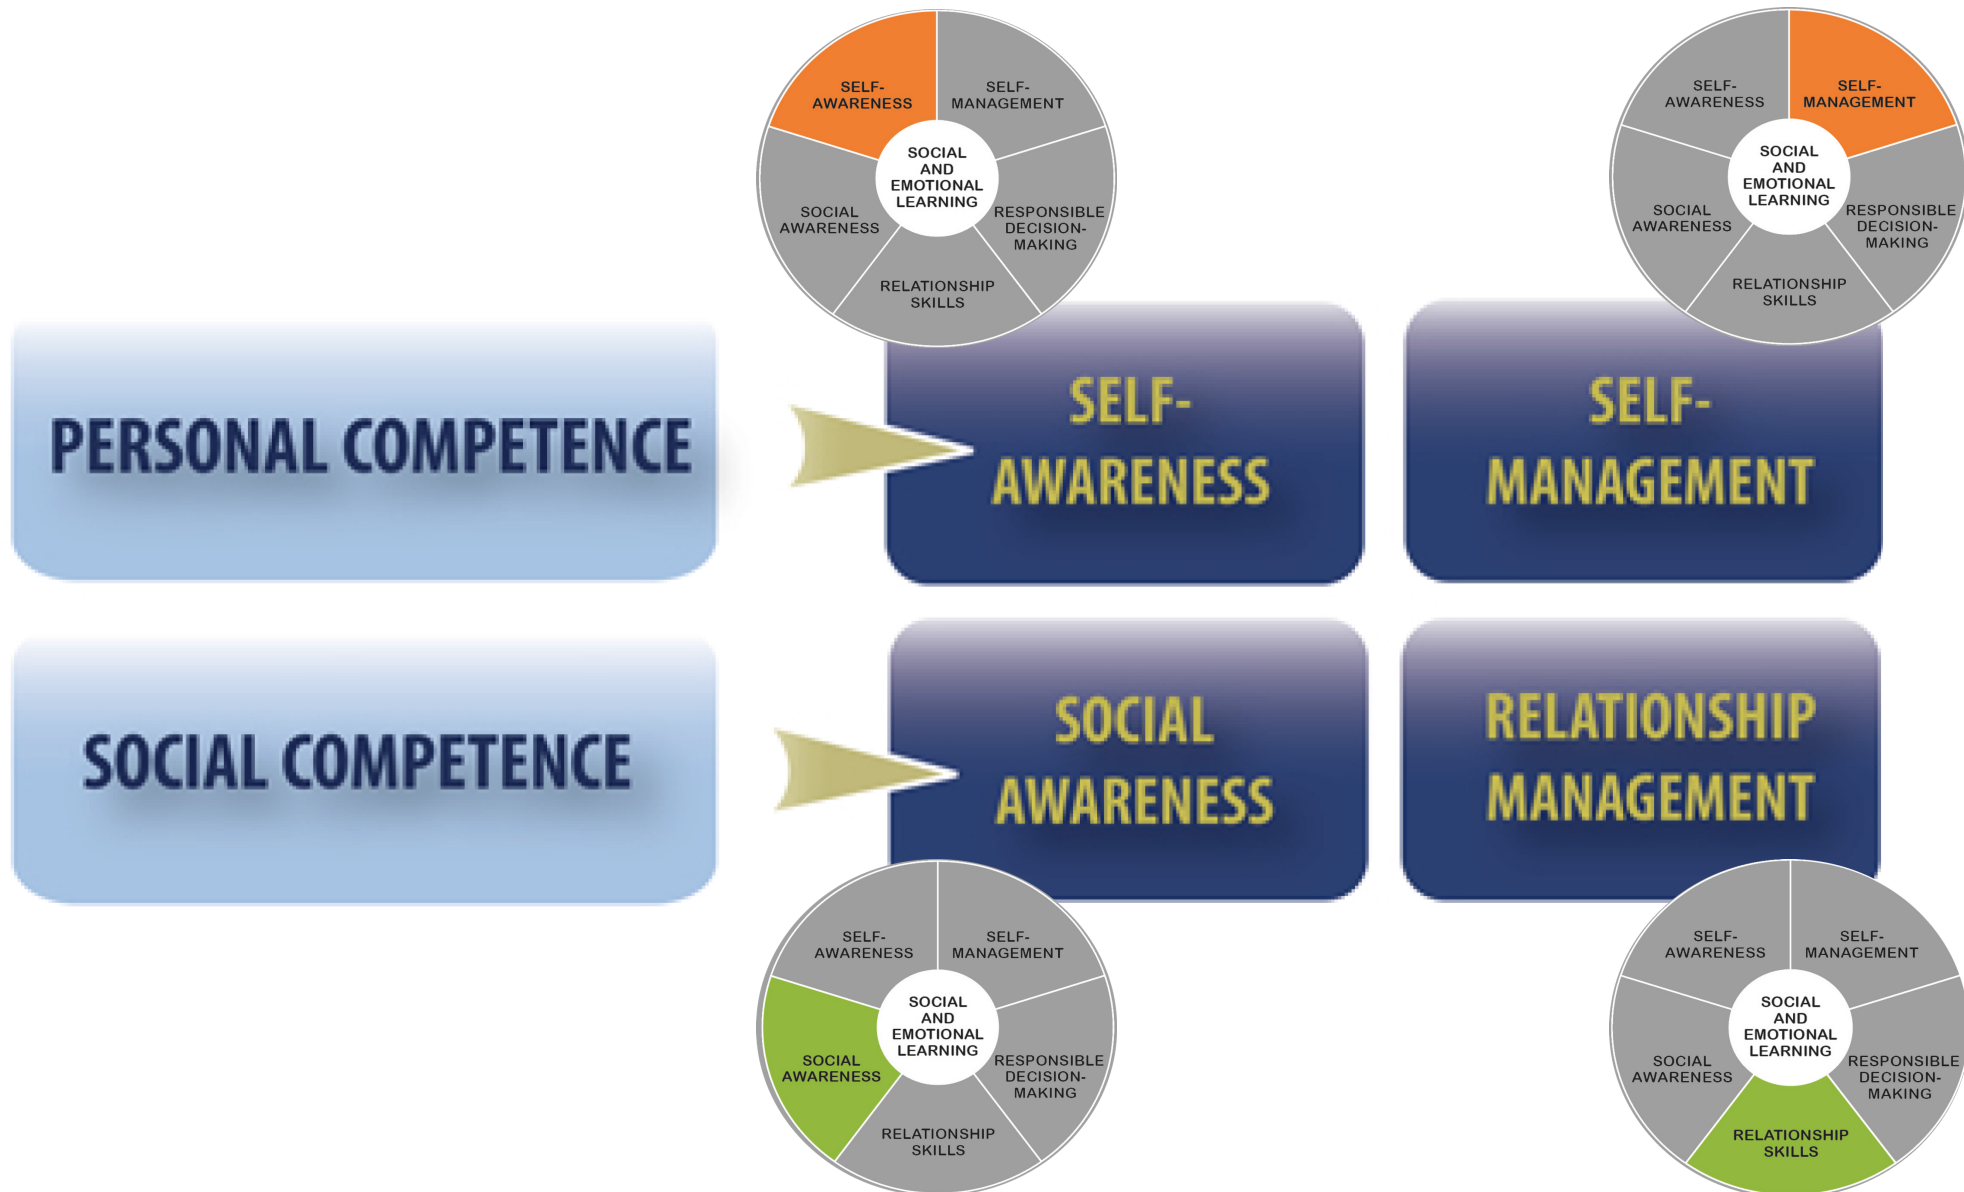 SELF-
AWARENESS
SELF-
MANAGEMENT
SOCIAL
AND
EMOTIONAL
LEARNING
SOCIAL
AWARENESS
RESPONSIBLE
DECISION-
MAKING
RELATIONSHIP
SKILLS
SELF-
AWARENESS
SELF-
MANAGEMENT
SOCIAL
AND
EMOTIONAL
LEARNING
SOCIAL
AWARENESS
RESPONSIBLE
DECISION-
MAKING
RELATIONSHIP
SKILLS
PERSONAL COMPETENCE
SELF-
AWARENESS
SELF-
MANAGEMENT
SOCIAL COMPETENCE
SOCIAL
AWARENESS
RELATIONSHIP
MANAGEMENT
SELF-
AWARENESS
SELF-
MANAGEMENT
SOCIAL
AND
EMOTIONAL
LEARNING
SOCIAL
AWARENESS
RESPONSIBLE
DECISION-
MAKING
RELATIONSHIP
SKILLS
SELF-
AWARENESS
SELF-
MANAGEMENT
SOCIAL
AND
EMOTIONAL
LEARNING
SOCIAL
AWARENESS
RESPONSIBLE
DECISION-
MAKING
RELATIONSHIP
SKILLS